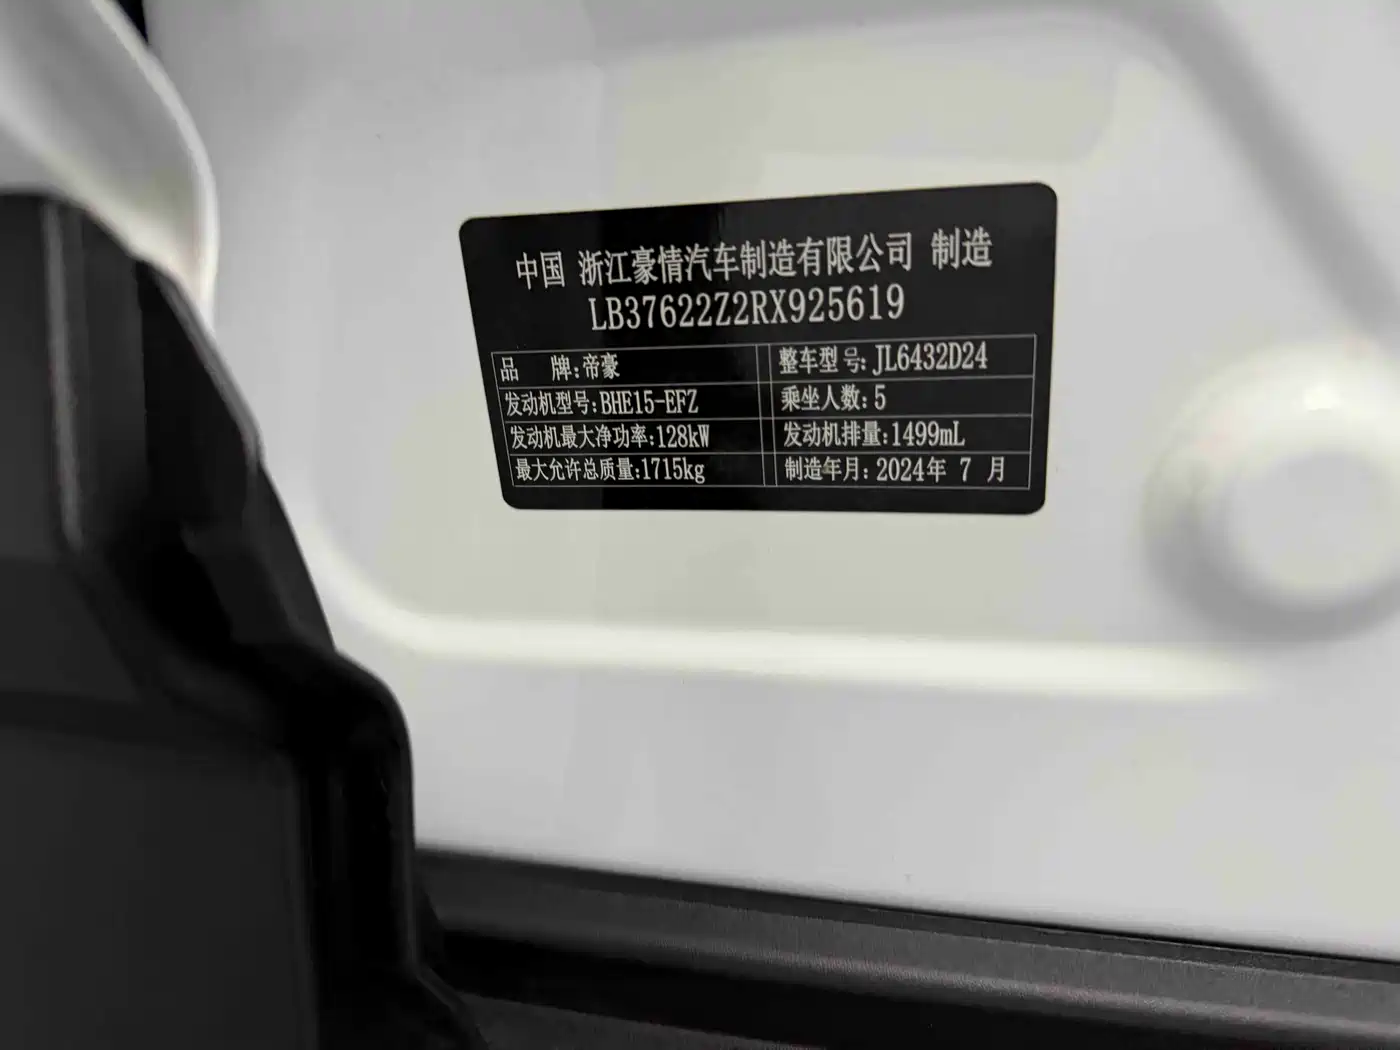 中国 浙江豪情汽车制造有限公司 制造
LB37622Z2RX925619
品 牌:帝豪 整车型号:JL6432D24
发动机型号:BHE15-EFZ 乘坐人数:5
发动机最大净功率:128kW 发动机排量:1499mL
最大允许总质量:1715kg 制造年月:2024年 7 月